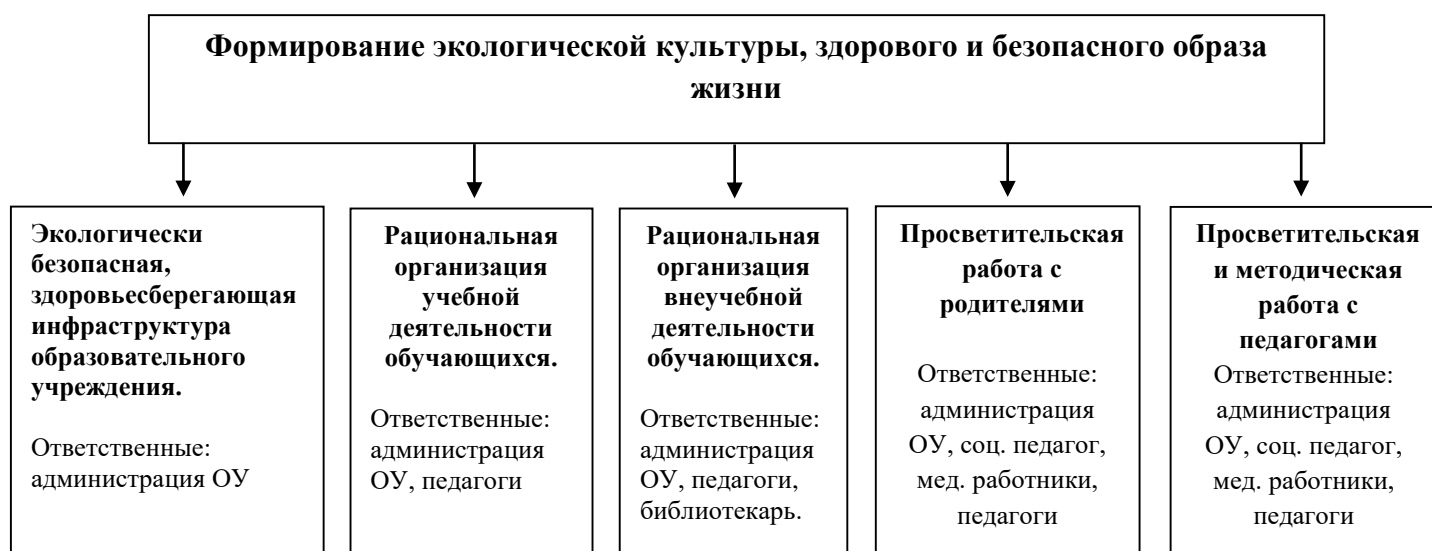 Формирование экологической культуры, здорового и безопасного образа
жизни
Экологически
безопасная,
здоровьесберегающая
инфраструктура
образовательного
учреждения.
Ответственные:
администрация ОУ
Рациональная
организация
учебной
деятельности
обучающихся.
Ответственные:
администрация
ОУ, педагоги
Рациональная
организация
внеучебной
деятельности
обучающихся.
Ответственные:
администрация
ОУ, педагоги,
библиотекарь.
Просветительская
работа с
родителями
Ответственные:
администрация
ОУ, соц. педагог,
мед. работники,
педагоги
Просветительская
и методическая
работа с
педагогами
Ответственные:
администрация
ОУ, соц. педагог,
мед. работники,
педагоги